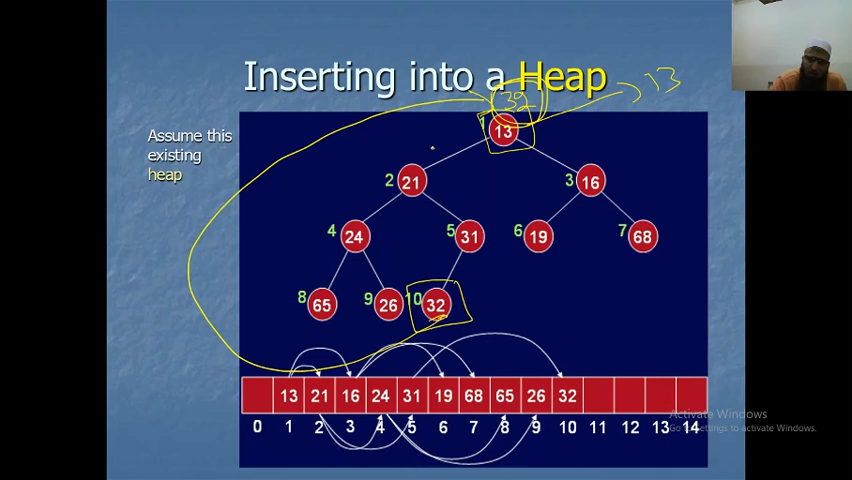 Inserting into a Heap
32
13
Assume this
existing
heap
1
13
2 21
3 16
4 24
5 31
6 19
7 68
8 65
9 26
10 32
13 21 16 24 31 19 68 65 26 32
0 1 2 3 4 5 6 7 8 9 10 11 12 13 14
Activate Windows
Go to Settings to activate Windows.